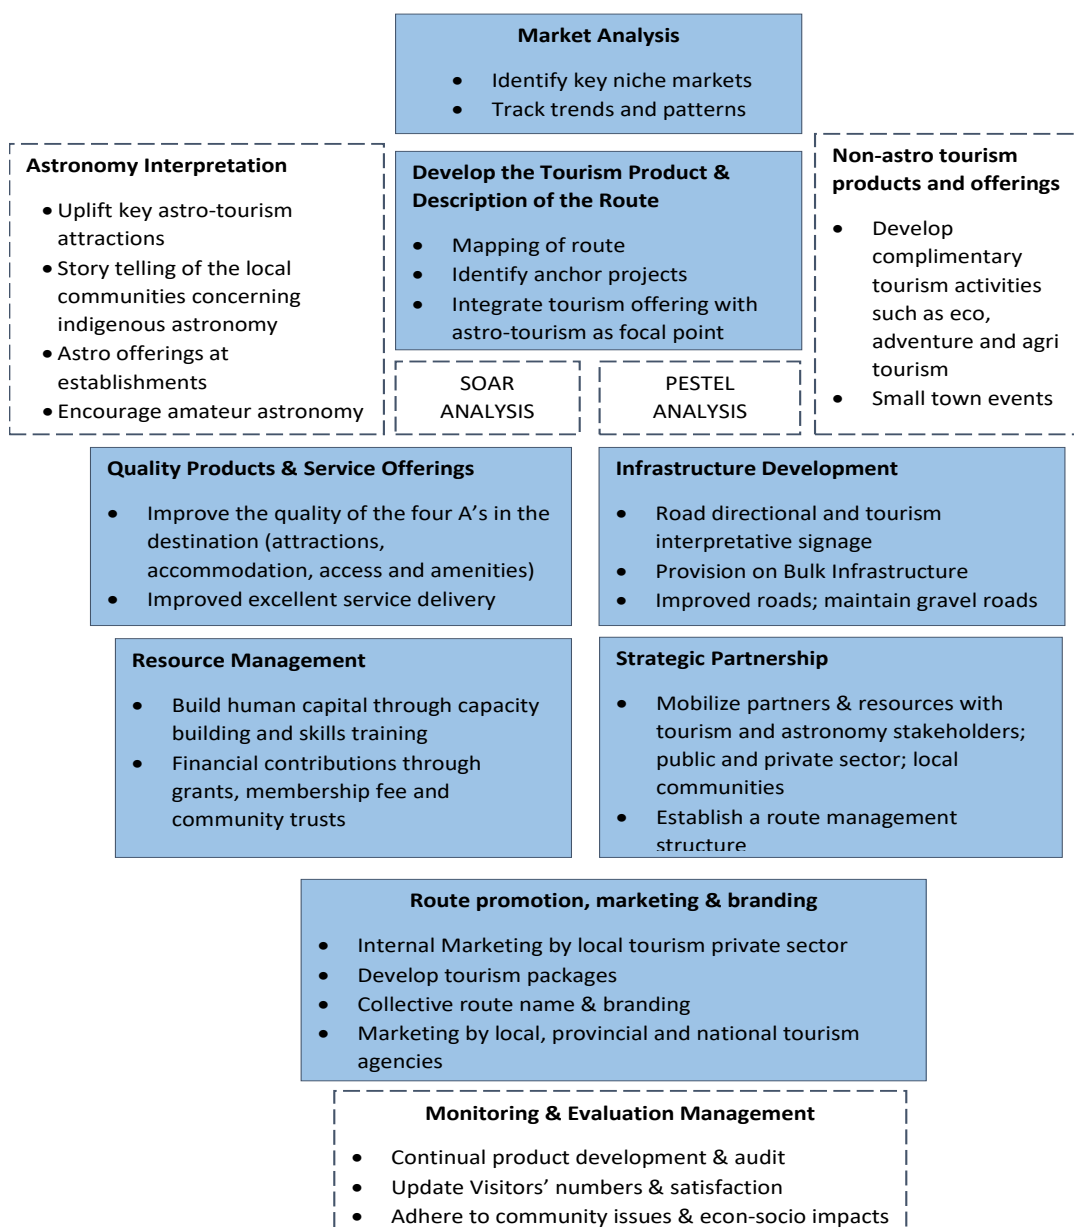 Market Analysis
• Identify key niche markets
• Track trends and patterns
Astronomy Interpretation
• Uplift key astro-tourism
attractions
• Story telling of the local
communities concerning
indigenous astronomy
• Astro offerings at
establishments
• Encourage amateur astronomy
Develop the Tourism Product &
Description of the Route
• Mapping of route
• Identify anchor projects
• Integrate tourism offering with
astro-tourism as focal point
Non-astro tourism
products and offerings
• Develop
complimentary
tourism activities
such as eco,
adventure and agri
tourism
• Small town events
SOAR
ANALYSIS
PESTEL
ANALYSIS
Quality Products & Service Offerings
• Improve the quality of the four A's in the
destination (attractions,
accommodation, access and amenities)
• Improved excellent service delivery
Infrastructure Development
• Road directional and tourism
interpretative signage
• Provision on Bulk Infrastructure
• Improved roads; maintain gravel roads
Resource Management
• Build human capital through capacity
building and skills training
• Financial contributions through
grants, membership fee and
community trusts
Strategic Partnership
• Mobilize partners & resources with
tourism and astronomy stakeholders;
public and private sector; local
communities
• Establish a route management
structure
Route promotion, marketing & branding
• Internal Marketing by local tourism private sector
• Develop tourism packages
• Collective route name & branding
• Marketing by local, provincial and national tourism
agencies
Monitoring & Evaluation Management
• Continual product development & audit
• Update Visitors' numbers & satisfaction
• Adhere to community issues & econ-socio impacts